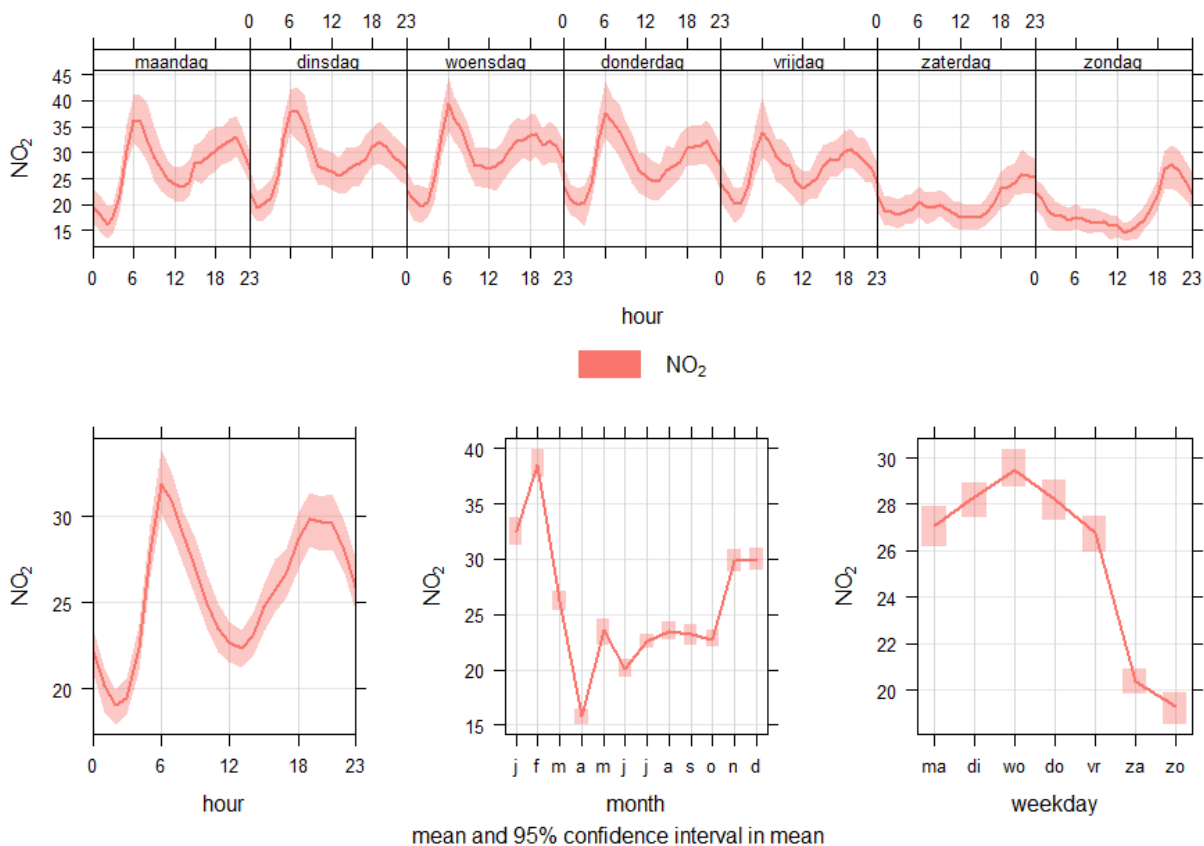 0 6 12 18 23 0 6 12 18 23 0 6 12 18 23
maandag dinsdag woensdag donderdag vrijdag zaterdag zondag
45
40
35
30
25
20
15
NO₂
0 6 12 18 23 0 6 12 18 23 0 6 12 18 23 0 6 12 18 23
hour
NO₂
30
25
20
NO₂
0 6 12 18 23
hour
40
35
30
25
20
15
NO₂
j f m a m j j a s o n d
month
30
28
26
24
22
20
NO₂
ma di wo do vr za zo
weekday
mean and 95% confidence interval in mean